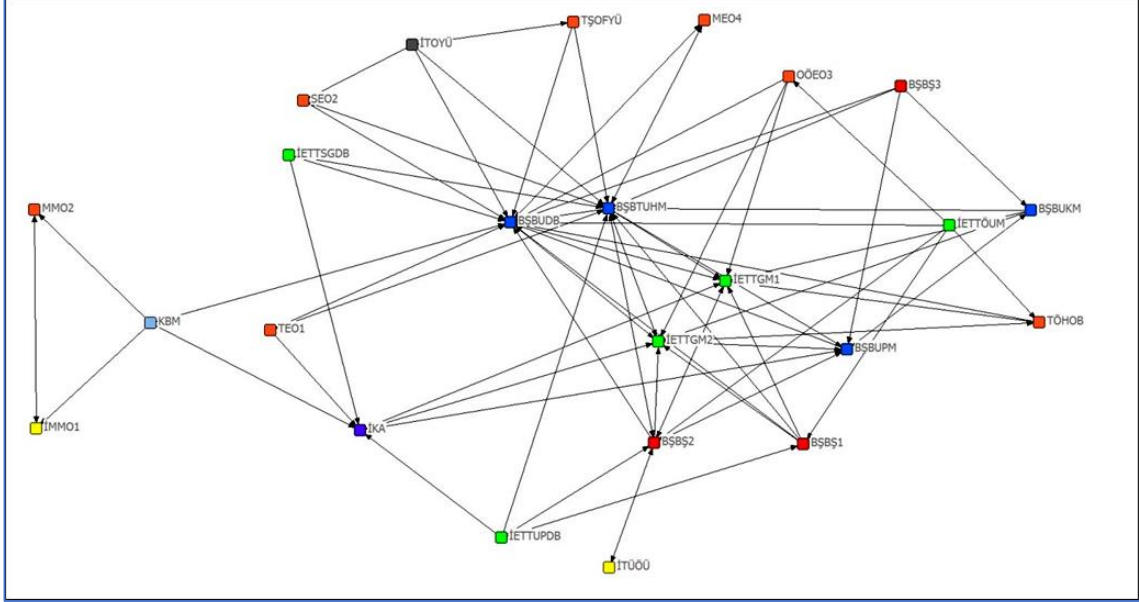 TŞOFYÜ
MEO4
İTOYÜ
OÖEO3
BŞBŞ3
SEO2
İETTSGDB
MMO2
BŞBTUHM
BŞBUKM
BŞBUDB
İETTÖUM
İETTGM1
KBM
TEO1
TÖHOB
İETTGM2
BŞBUPM
İMMO1
İKA
BŞBŞ2
BŞBŞ1
İETTUPDB
İTÜÖÜ